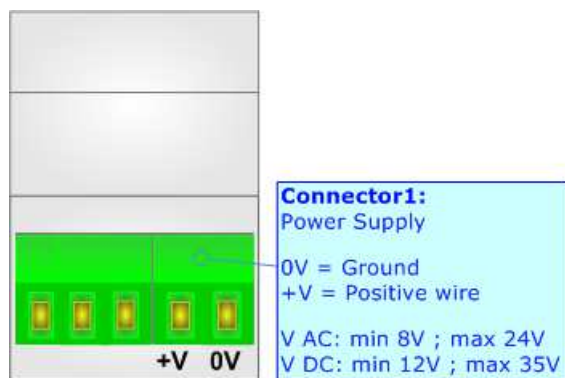 Connector1:
Power Supply
0V = Ground
+V = Positive wire
V AC: min 8V ; max 24V
V DC: min 12V ; max 35V
+V 0V